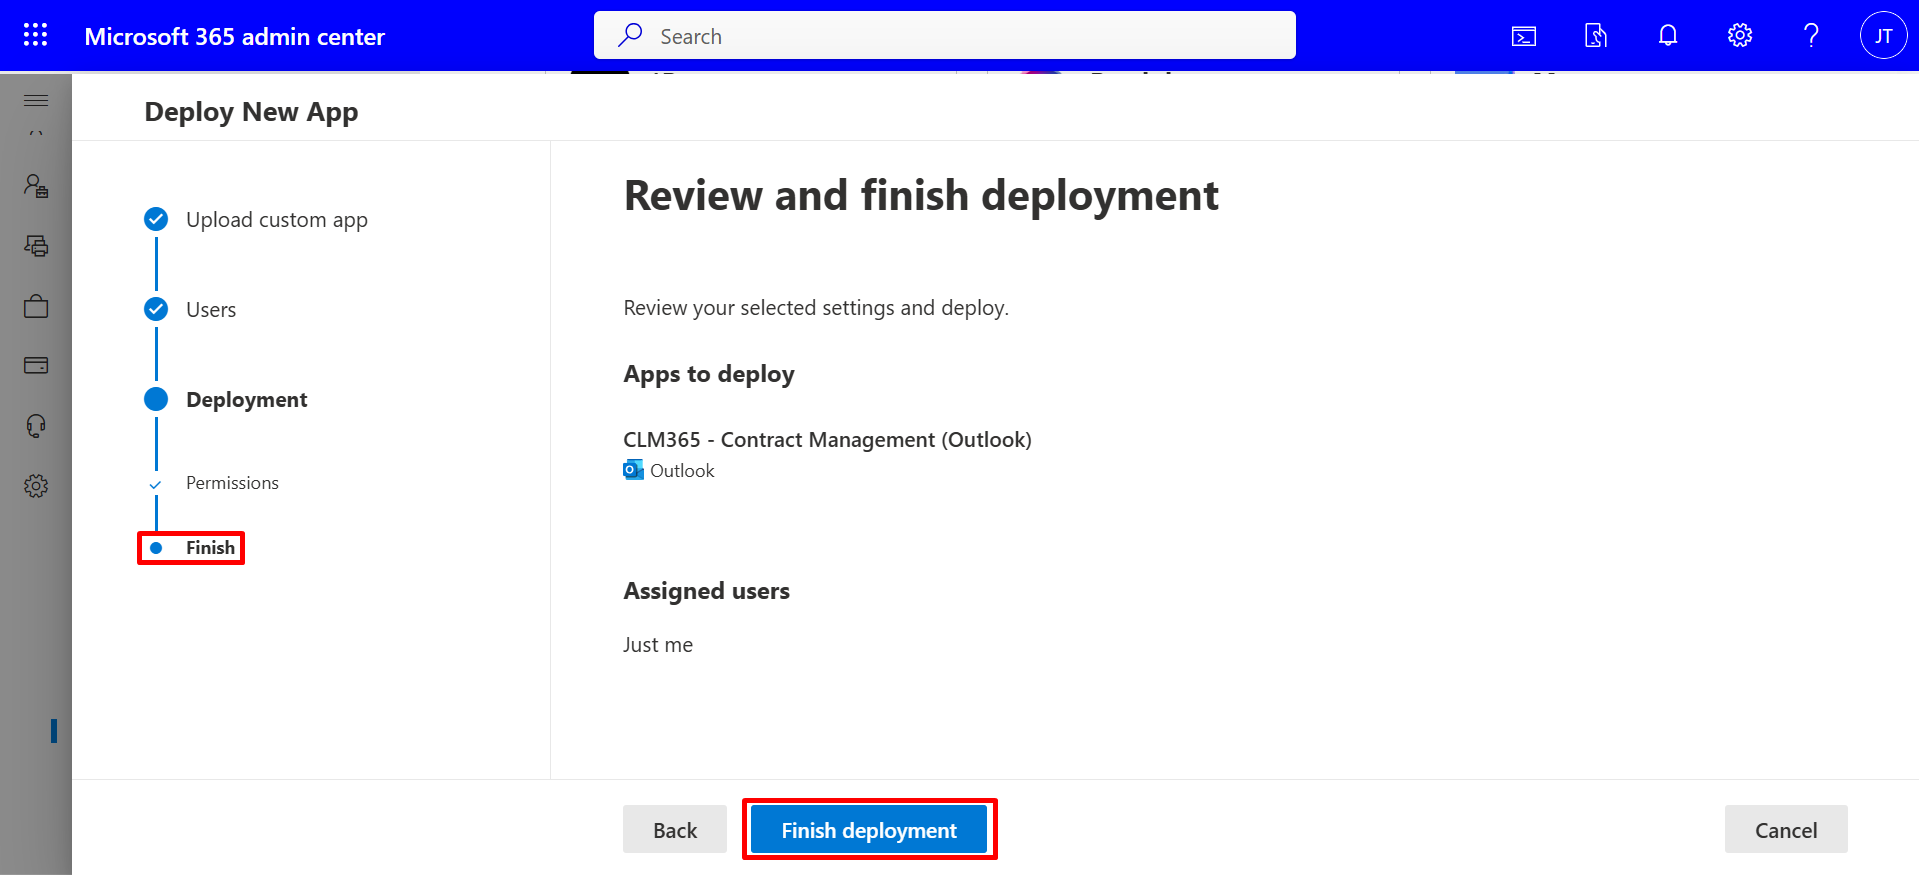 Microsoft 365 admin center
Search
JT
Deploy New App
Upload custom app
Users
Deployment
Permissions
Finish
Review and finish deployment
Review your selected settings and deploy.
Apps to deploy
CLM365 - Contract Management (Outlook)
Outlook
Assigned users
Just me
Back
Finish deployment
Cancel